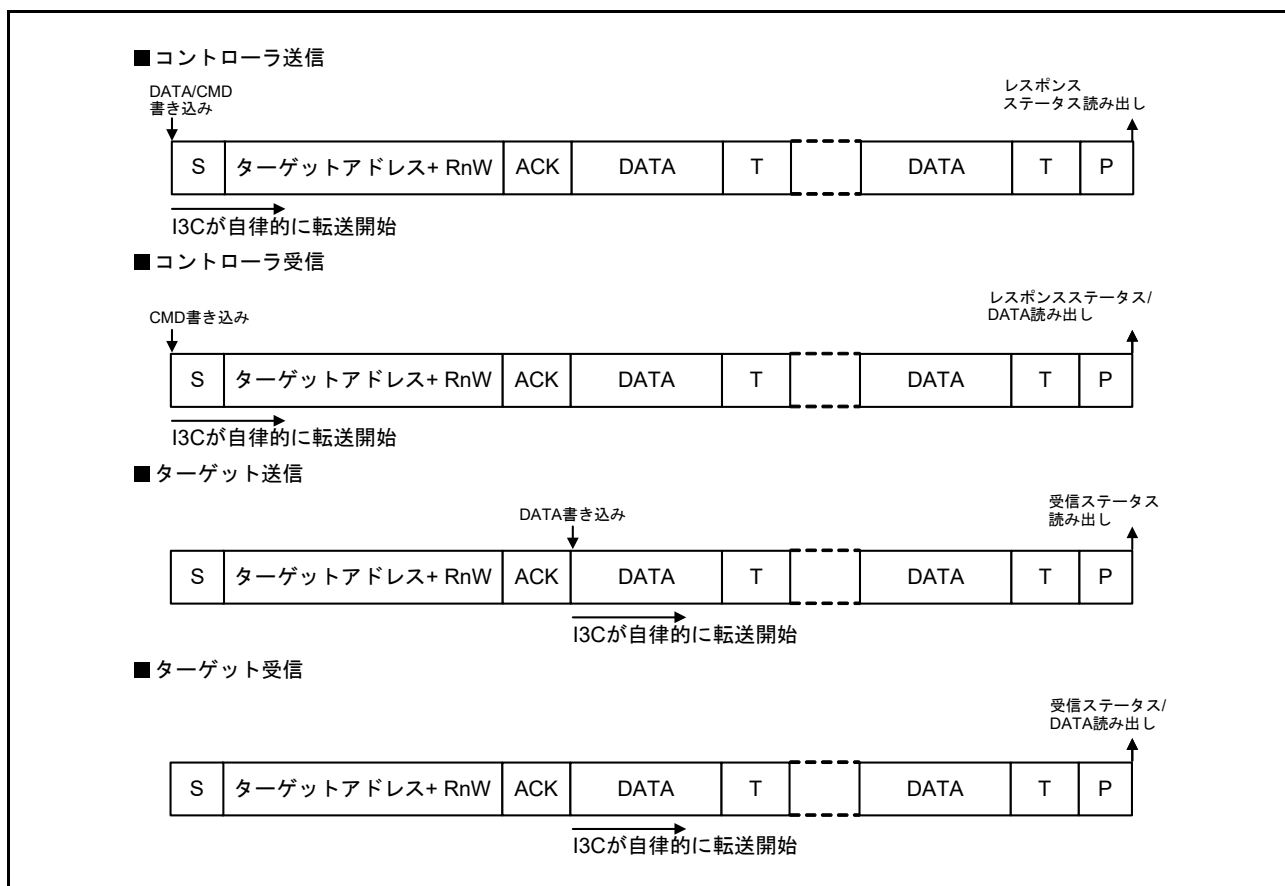 ■コントローラ送信
DATA/CMD
書き込み
レスポンス
ステータス読み出し
S ターゲットアドレス+ RnW ACK DATA T DATA T P
I3Cが自律的に転送開始
■コントローラ受信
CMD書き込み
レスポンスステータス/
DATA読み出し
S ターゲットアドレス+ RnW ACK DATA T DATA T P
I3Cが自律的に転送開始
■ターゲット送信
DATA書き込み
受信ステータス
読み出し
S ターゲットアドレス+ RnW ACK DATA T DATA T P
I3Cが自律的に転送開始
■ターゲット受信
受信ステータス/
DATA読み出し
S ターゲットアドレス+ RnW ACK DATA T DATA T P
I3Cが自律的に転送開始